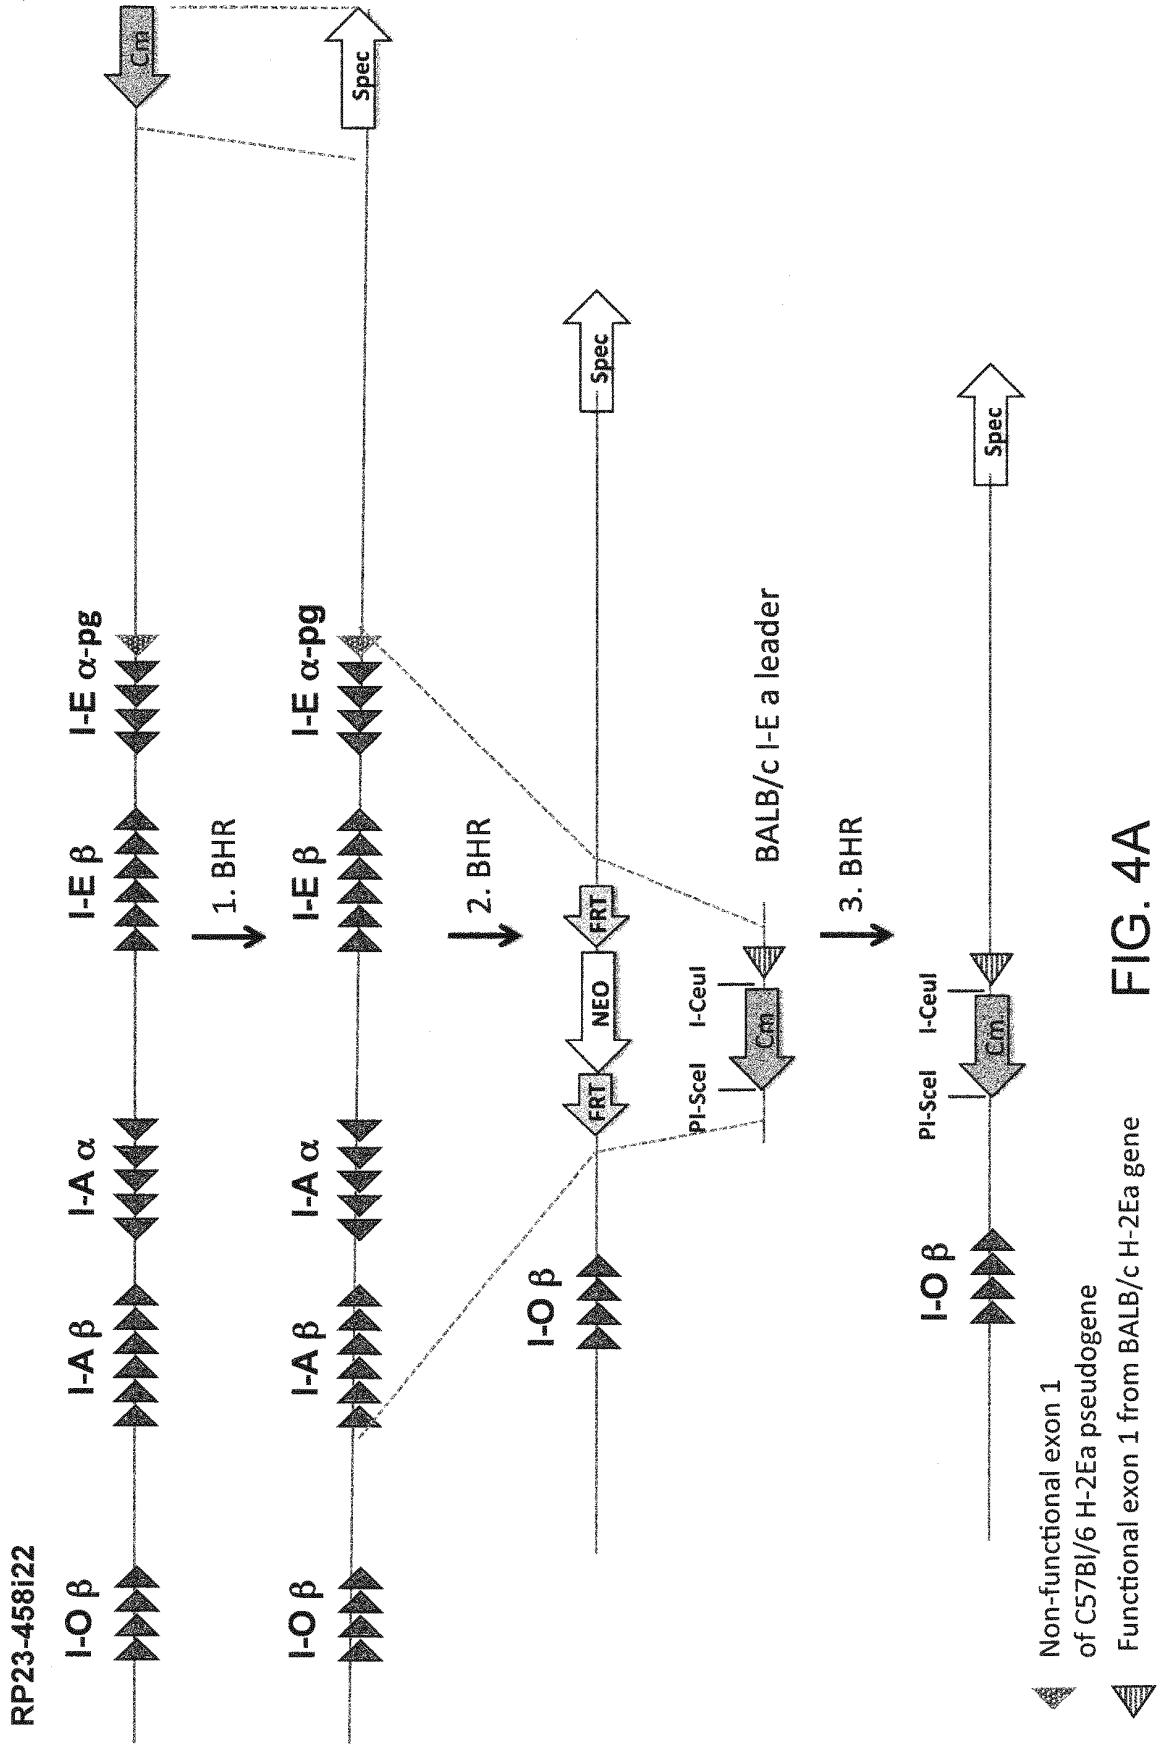 RP23-458i22
I-O β
I-A β
I-A α
I-E β
I-E α-pg
Cm
1. BHR
I-O β
I-A β
I-A α
I-E β
I-E α-pg
Spec
2. BHR
I-O β
FRT
NEO
FRT
Spec
PI-SceI
I-CeuI
Cm
BALB/c I-E a leader
3. BHR
I-O β
PI-SceI
I-CeuI
Cm
Spec
Non-functional exon 1
of C57Bl/6 H-2Ea pseudogene
Functional exon 1 from BALB/c H-2Ea gene
FIG. 4A